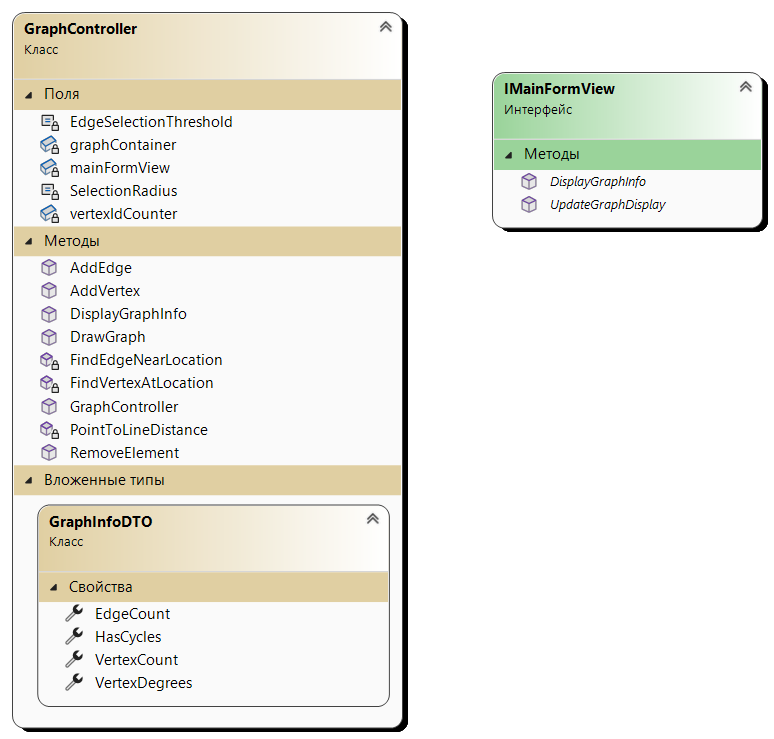 GraphController
Класс
Поля
EdgeSelectionThreshold
graphContainer
mainFormView
SelectionRadius
vertexIdCounter
Методы
AddEdge
AddVertex
DisplayGraphInfo
DrawGraph
FindEdgeNearLocation
FindVertexAtLocation
GraphController
PointToLineDistance
RemoveElement
Вложенные типы
GraphInfoDTO
Класс
Свойства
EdgeCount
HasCycles
VertexCount
VertexDegrees
IMainFormView
Интерфейс
Методы
DisplayGraphInfo
UpdateGraphDisplay